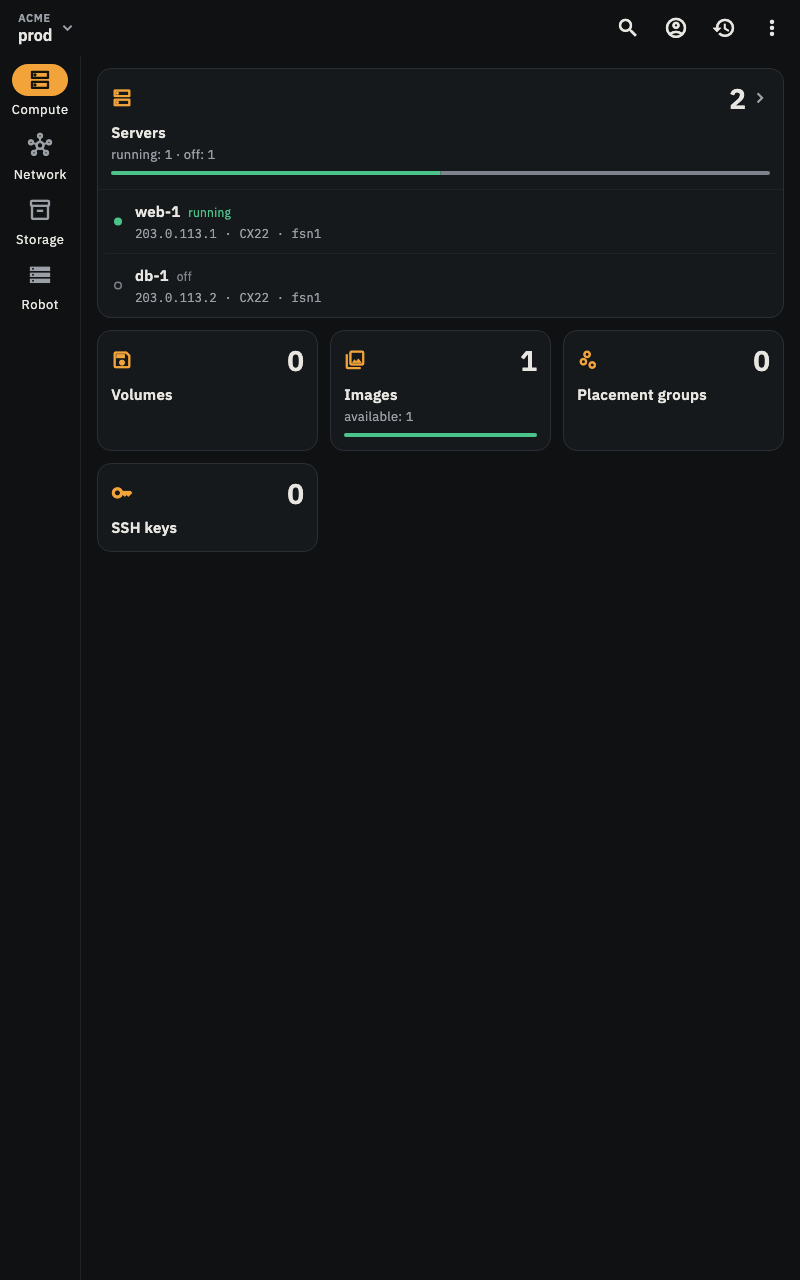 ACME
prod
Compute
Network
Storage
Robot
2
Servers
running: 1 · off: 1
web-1 running
203.0.113.1 · CX22 · fsn1
db-1 off
203.0.113.2 · CX22 · fsn1
0
Volumes
1
Images
available: 1
0
Placement groups
0
SSH keys